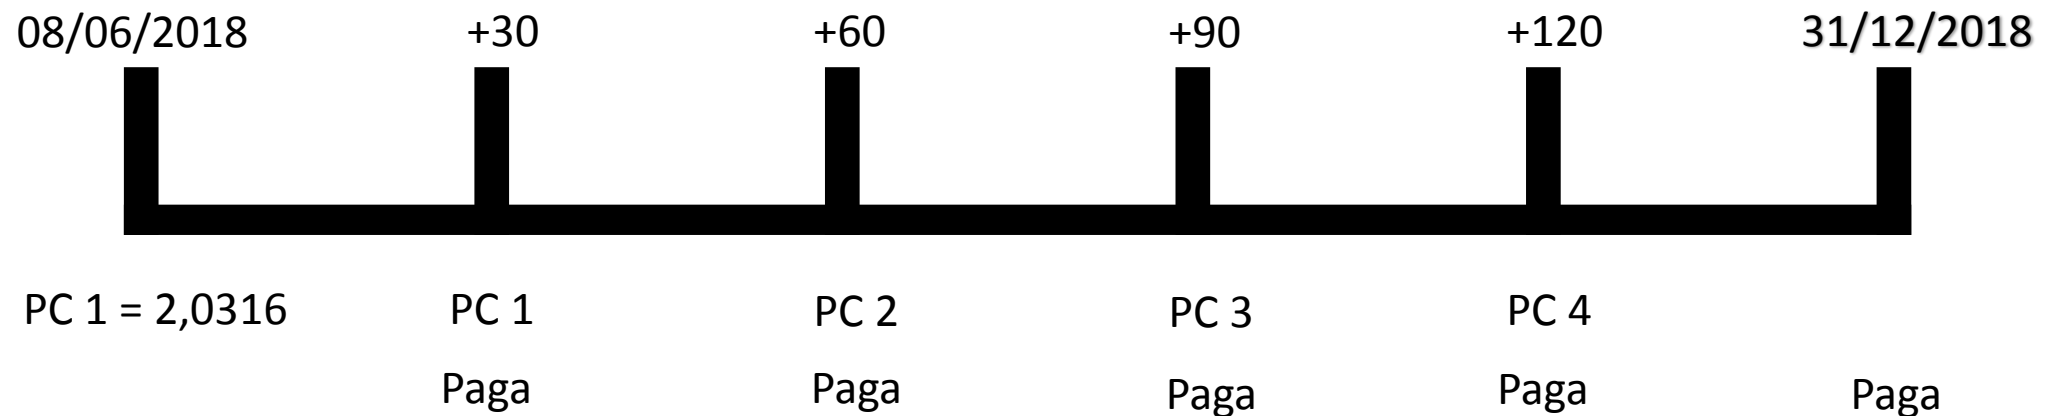 08/06/2018 +30 +60 +90 +120 31/12/2018
PC 1 = 2,0316 PC 1 PC 2 PC 3 PC 4
Paga Paga Paga Paga Paga